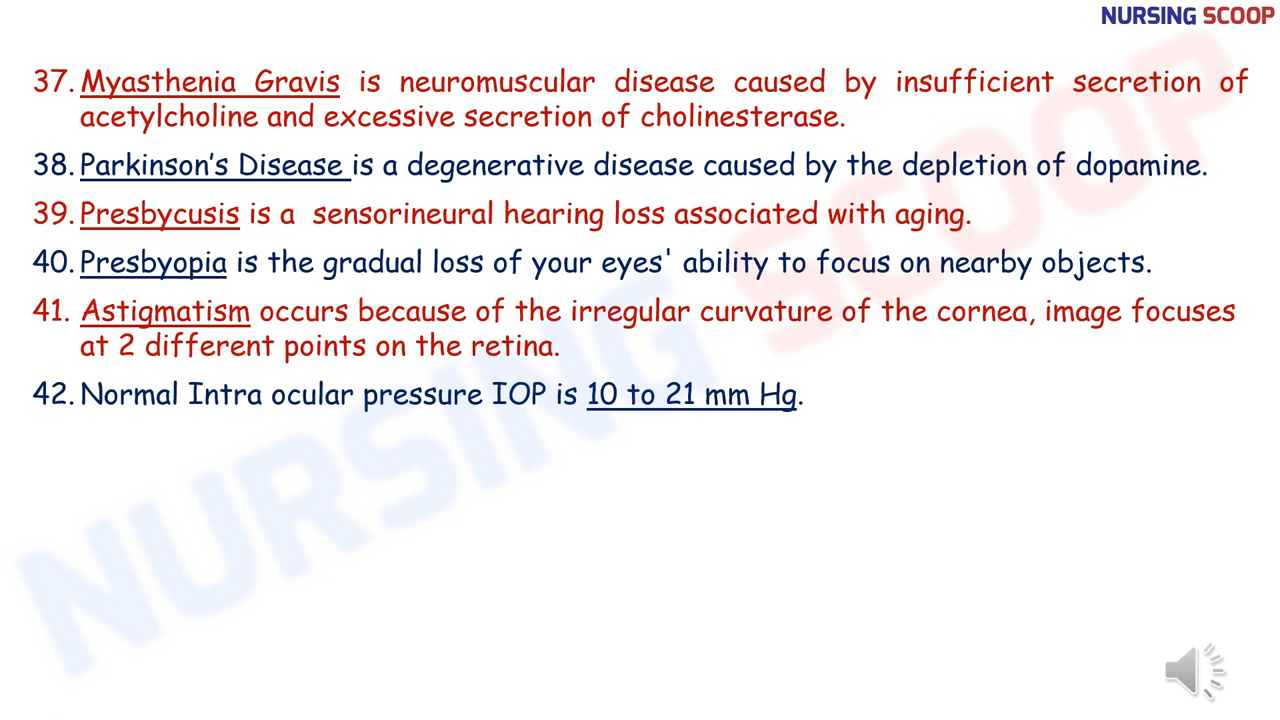 NURSING SCOOP
37. Myasthenia Gravis is neuromuscular disease caused by insufficient secretion of
acetylcholine and excessive secretion of cholinesterase.
38. Parkinson's Disease is a degenerative disease caused by the depletion of dopamine.
39. Presbycusis is a sensorineural hearing loss associated with aging.
40. Presbyopia is the gradual loss of your eyes' ability to focus on nearby objects.
41. Astigmatism occurs because of the irregular curvature of the cornea, image focuses
at 2 different points on the retina.
42. Normal Intra ocular pressure IOP is 10 to 21 mm Hg.
NURSING SCOOP